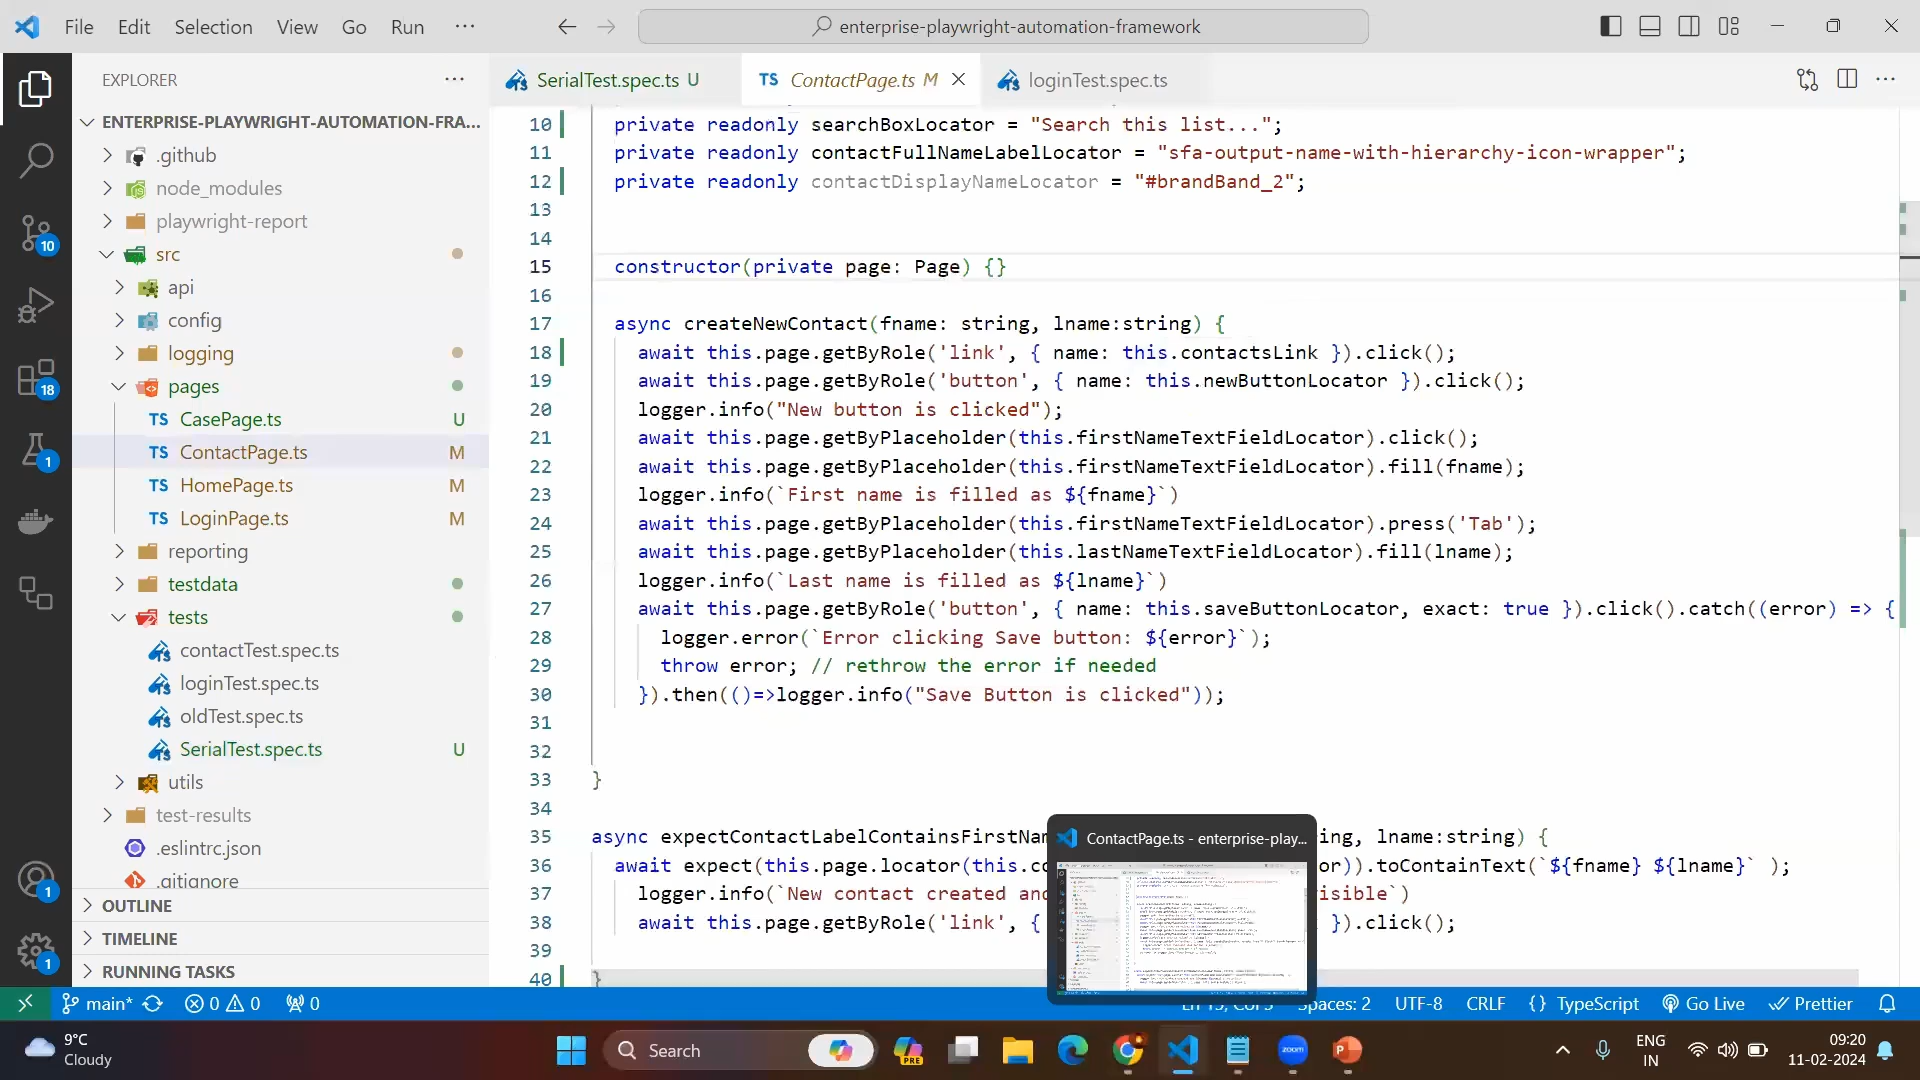 File Edit Selection View Go Run ···
enterprise-playwright-automation-framework
EXPLORER
ENTERPRISE-PLAYWRIGHT-AUTOMATION-FRA...
.github
node_modules
playwright-report
src
api
config
logging
pages
TS CasePage.ts U
TS ContactPage.ts M
TS HomePage.ts M
TS LoginPage.ts M
reporting
testdata
tests
contactTest.spec.ts
loginTest.spec.ts
oldTest.spec.ts
SerialTest.spec.ts U
utils
test-results
.eslintrc.json
.gitignore
OUTLINE
TIMELINE
RUNNING TASKS
10
18
1
1
1
SerialTest.spec.ts U
TS ContactPage.ts M
loginTest.spec.ts
10 private readonly searchBoxLocator = "Search this list...";
11 private readonly contactFullNameLabelLocator = "sfa-output-name-with-hierarchy-icon-wrapper";
12 private readonly contactDisplayNameLocator = "#brandBand_2";
13
14
15 constructor(private page: Page) {}
16
17 async createNewContact(fname: string, lname:string) {
18 await this.page.getByRole('link', { name: this.contactsLink }).click();
19 await this.page.getByRole('button', { name: this.newButtonLocator }).click();
20 logger.info("New button is clicked");
21 await this.page.getByPlaceholder(this.firstNameTextFieldLocator).click();
22 await this.page.getByPlaceholder(this.firstNameTextFieldLocator).fill(fname);
23 logger.info(`First name is filled as ${fname}`)
24 await this.page.getByPlaceholder(this.firstNameTextFieldLocator).press('Tab');
25 await this.page.getByPlaceholder(this.lastNameTextFieldLocator).fill(lname);
26 logger.info(`Last name is filled as ${lname}`)
27 await this.page.getByRole('button', { name: this.saveButtonLocator, exact: true }).click().catch((error) => {
28 logger.error(`Error clicking Save button: ${error}`);
29 throw error; // rethrow the error if needed
30 }).then(()=>logger.info("Save Button is clicked"));
31
32
33 }
34
35 async expectContactLabelContainsFirstNam ing, lname:string) {
36 await expect(this.page.locator(this.co or)).toContainText(`${fname} ${lname}` );
37 logger.info(`New contact created and isible`)
38 await this.page.getByRole('link', { }).click();
39
40 }
ContactPage.ts - enterprise-play...
main* 0 0 0
Spaces: 2 UTF-8 CRLF {} TypeScript Go Live Prettier
9°C
Cloudy
Search
PRE
zoom
ENG
IN
09:20
11-02-2024